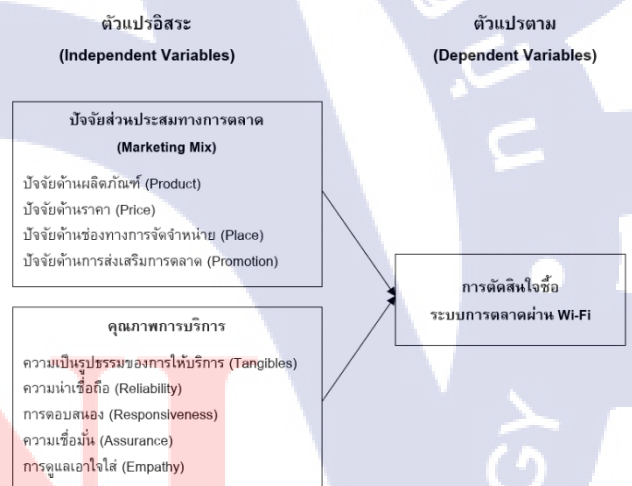 ตัวแปรอิสระ
(Independent Variables)
ตัวแปรตาม
(Dependent Variables)
ปัจจัยส่วนประสมทางการตลาด
(Marketing Mix)
ปัจจัยด้านผลิตภัณฑ์ (Product)
ปัจจัยด้านราคา (Price)
ปัจจัยด้านช่องทางการจัดจำหน่าย (Place)
ปัจจัยด้านการส่งเสริมการตลาด (Promotion)
คุณภาพการบริการ
ความเป็นรูปธรรมของการให้บริการ (Tangibles)
ความน่าเชื่อถือ (Reliability)
การตอบสนอง (Responsiveness)
ความเชื่อมั่น (Assurance)
การดูแลเอาใจใส่ (Empathy)
การตัดสินใจซื้อ
ระบบการตลาดผ่าน Wi-Fi